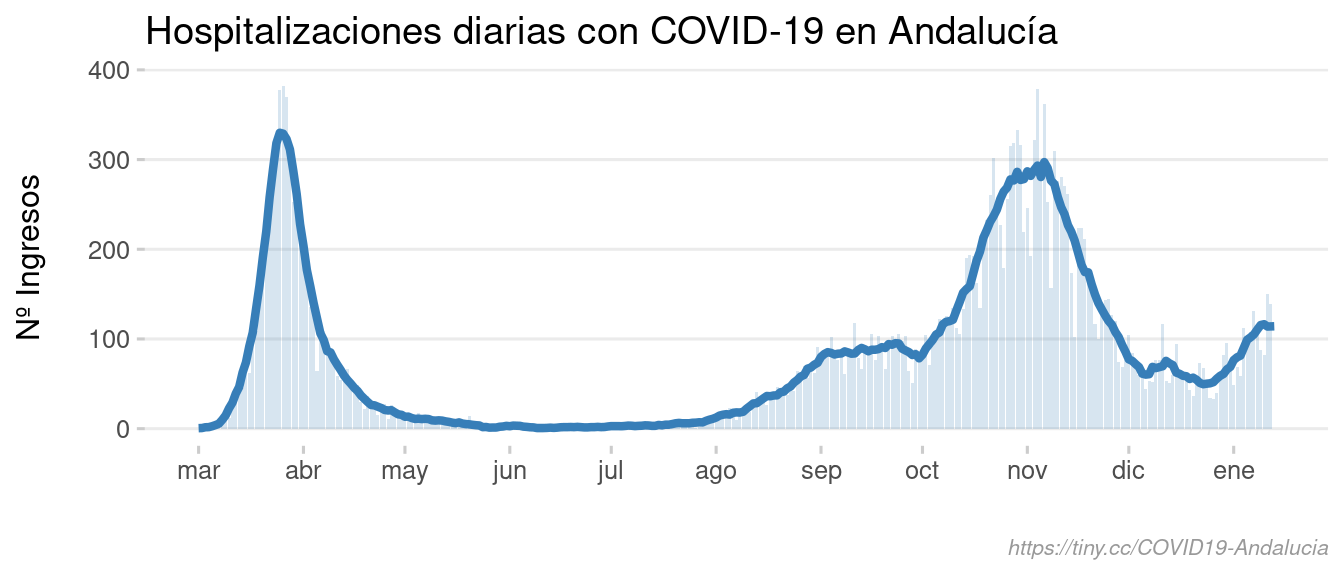 Hospitalizaciones diarias con COVID-19 en Andalucía
Nº Ingresos
400
300
200
100
0
mar abr may jun jul ago sep oct nov dic ene
https://tiny.cc/COVID19-Andalucia